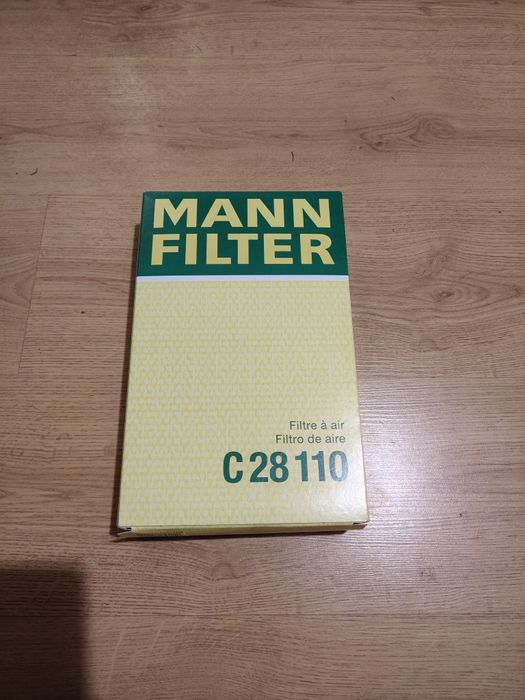 MANN
FILTER
Filtre à air
Filtro de aire
C 28 110